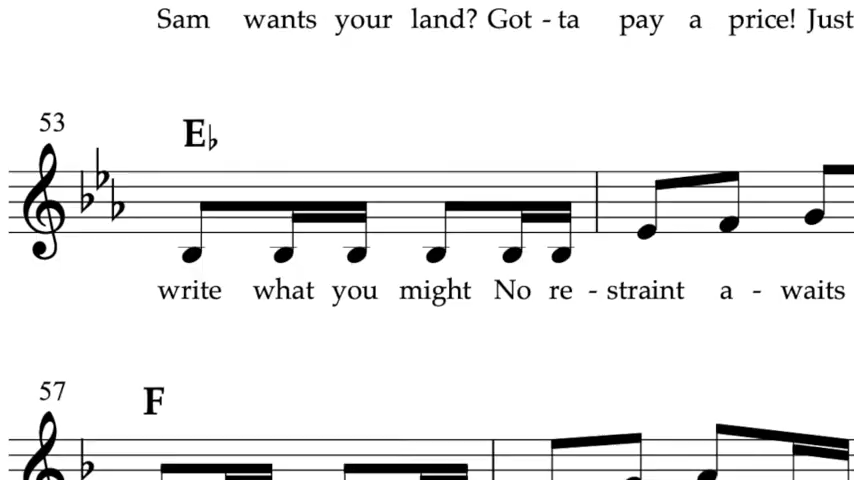 Sam wants your land? Got - ta pay a price! Just
53
E♭
write what you might No re - straint a - waits
57
F